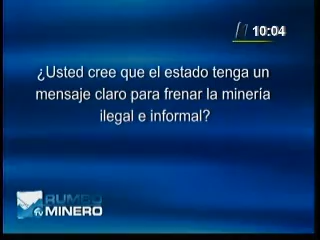 10:04
¿Usted cree que el estado tenga un
mensaje claro para frenar la minería
ilegal e informal?
RUMBO
tv MINERO